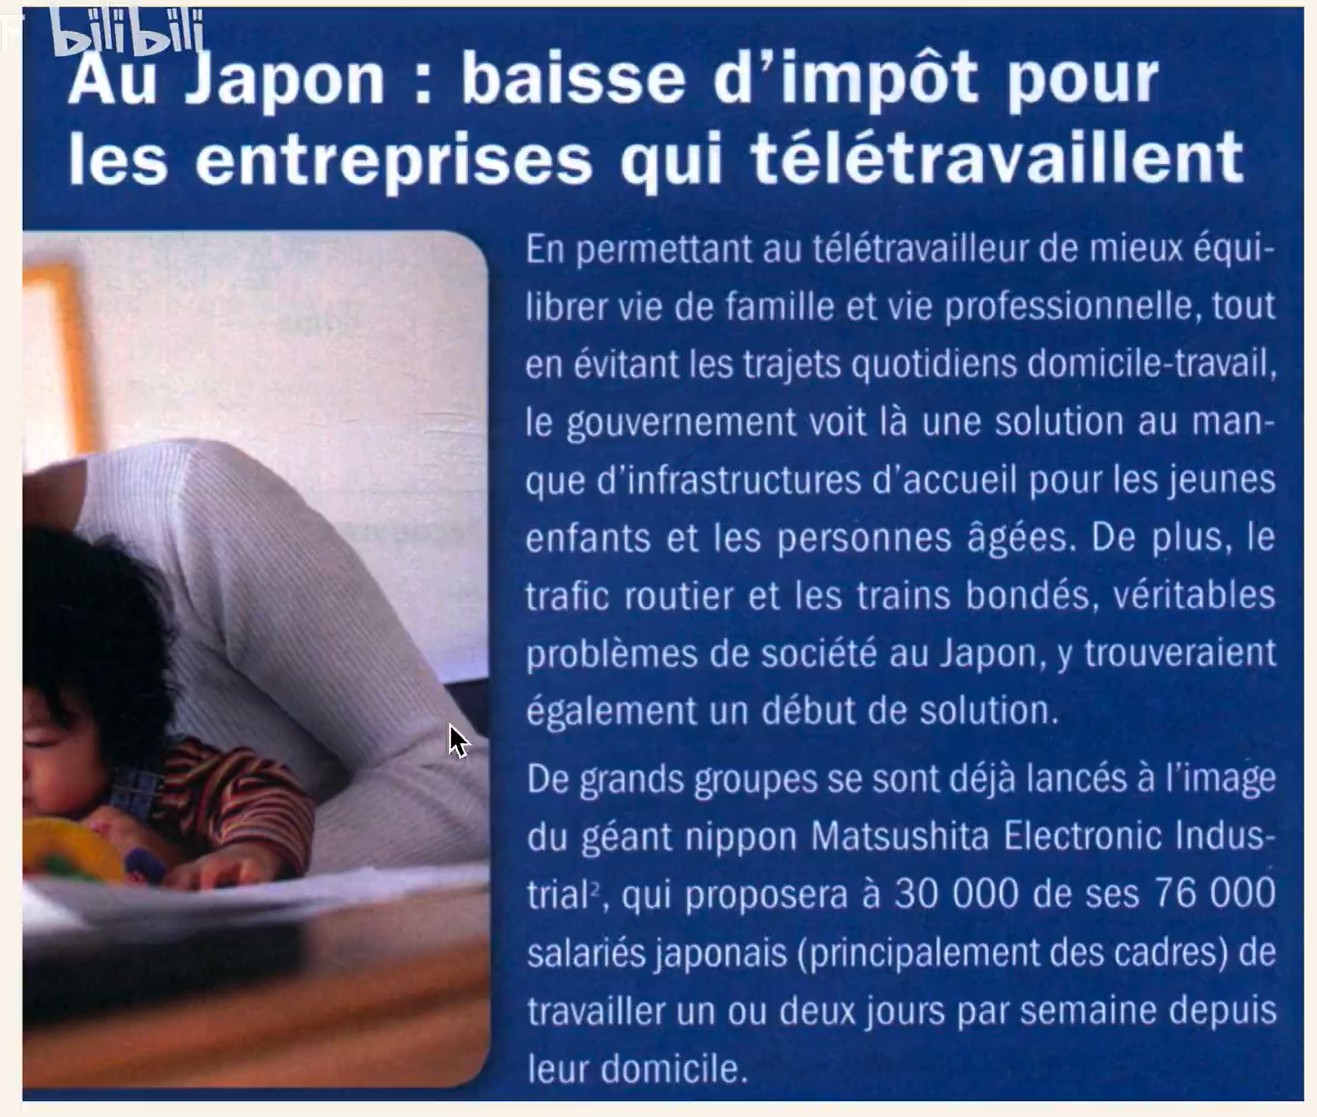 bilibili
Au Japon : baisse d'impôt pour
les entreprises qui télétravaillent
En permettant au télétravailleur de mieux équi-
librer vie de famille et vie professionnelle, tout
en évitant les trajets quotidiens domicile-travail,
le gouvernement voit là une solution au man-
que d'infrastructures d'accueil pour les jeunes
enfants et les personnes âgées. De plus, le
trafic routier et les trains bondés, véritables
problèmes de société au Japon, y trouveraient
également un début de solution.
De grands groupes se sont déjà lancés à l'image
du géant nippon Matsushita Electronic Indus-
trial², qui proposera à 30 000 de ses 76 000
salariés japonais (principalement des cadres) de
travailler un ou deux jours par semaine depuis
leur domicile.